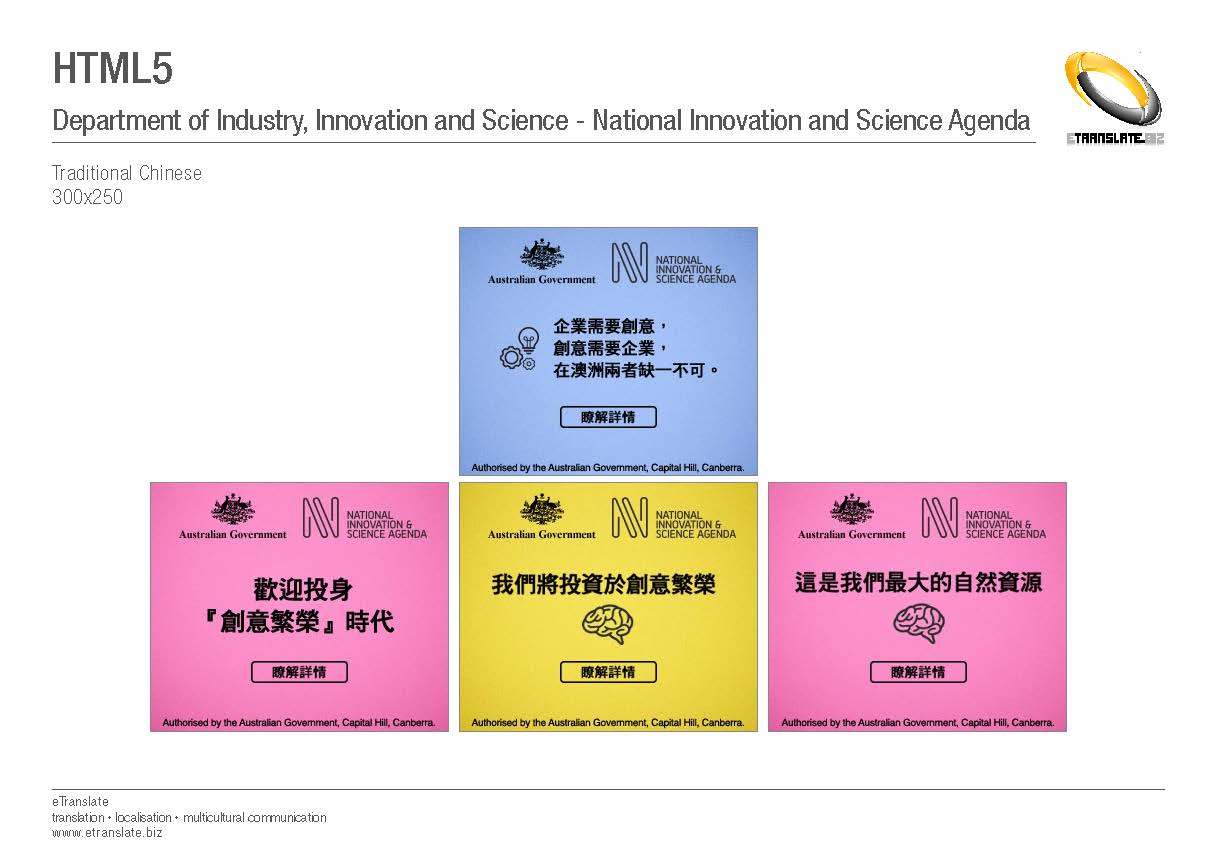 HTML5
Department of Industry, Innovation and Science - National Innovation and Science Agenda
ETRANSLATE.BIZ
Traditional Chinese
300x250
Australian Government
NATIONAL
INNOVATION &
SCIENCE AGENDA
企業需要創意，
創意需要企業，
在澳洲兩者缺一不可。
瞭解詳情
Authorised by the Australian Government, Capital Hill, Canberra.
Australian Government
NATIONAL
INNOVATION &
SCIENCE AGENDA
歡迎投身
『創意繁榮』時代
瞭解詳情
Authorised by the Australian Government, Capital Hill, Canberra.
Australian Government
NATIONAL
INNOVATION &
SCIENCE AGENDA
我們將投資於創意繁榮
瞭解詳情
Authorised by the Australian Government, Capital Hill, Canberra.
Australian Government
NATIONAL
INNOVATION &
SCIENCE AGENDA
這是我們最大的自然資源
瞭解詳情
Authorised by the Australian Government, Capital Hill, Canberra.
eTranslate
translation • localisation • multicultural communication
www.etranslate.biz